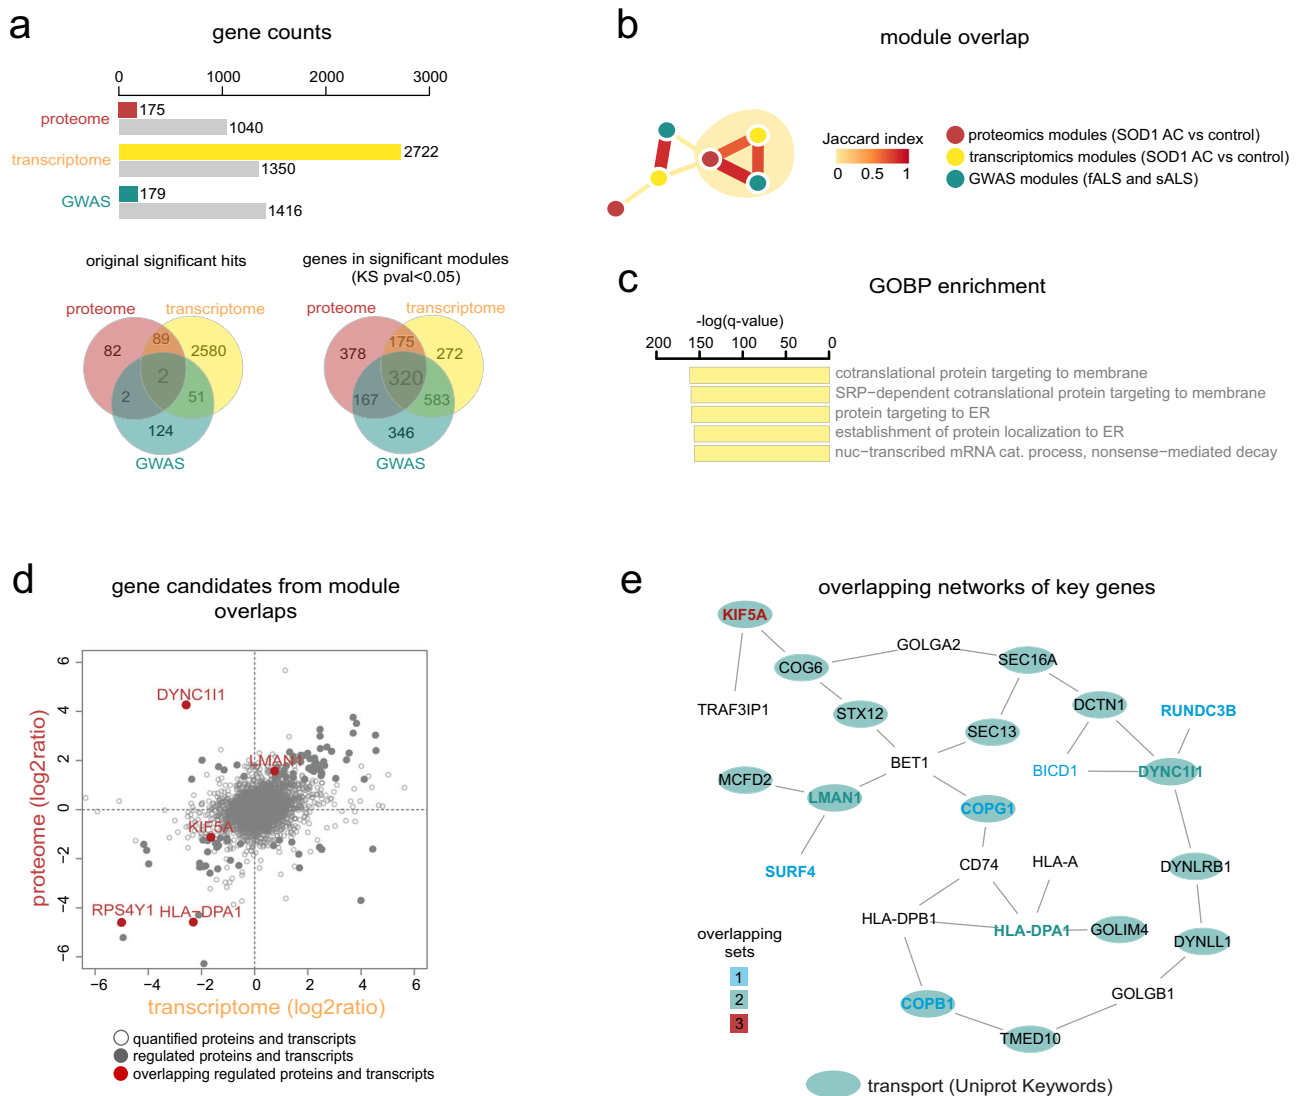 a
gene counts
0 1000 2000 3000
proteome
175
1040
transcriptome
2722
1350
GWAS
179
1416
original significant hits
proteome transcriptome
82 89 2580
2
2 51
124
GWAS
genes in significant modules
(KS pval<0.05)
proteome transcriptome
378 175 272
320
167 583
346
GWAS
b
module overlap
Jaccard index
0 0.5 1
proteomics modules (SOD1 AC vs control)
transcriptomics modules (SOD1 AC vs control)
GWAS modules (fALS and sALS)
c
GOBP enrichment
-log(q-value)
200 150 100 50 0
cotranslational protein targeting to membrane
SRP−dependent cotranslational protein targeting to membrane
protein targeting to ER
establishment of protein localization to ER
nuc−transcribed mRNA cat. process, nonsense−mediated decay
d
gene candidates from module
overlaps
proteome (log2ratio)
6
4
2
0
−2
−4
−6
DYNC1I1
LMAN1
KIF5A
RPS4Y1 HLA−DPA1
−6 −4 −2 0 2 4 6
transcriptome (log2ratio)
quantified proteins and transcripts
regulated proteins and transcripts
overlapping regulated proteins and transcripts
e
overlapping networks of key genes
KIF5A
GOLGA2
COG6
SEC16A
TRAF3IP1
STX12
DCTN1
RUNDC3B
SEC13
BET1
BICD1
DYNC1I1
MCFD2
LMAN1
COPG1
SURF4
CD74
HLA-A
DYNLRB1
HLA-DPB1
HLA-DPA1
GOLIM4
DYNLL1
overlapping
sets
1
2
3
GOLGB1
COPB1
TMED10
transport (Uniprot Keywords)